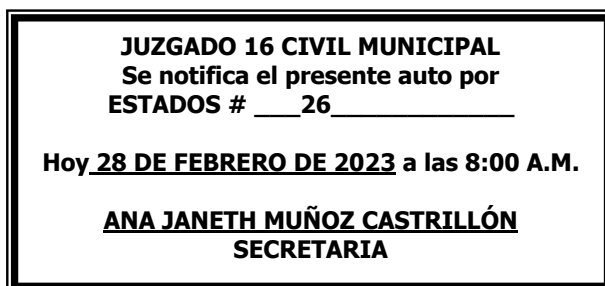 JUZGADO 16 CIVIL MUNICIPAL
Se notifica el presente auto por
ESTADOS # ___26____________
Hoy 28 DE FEBRERO DE 2023 a las 8:00 A.M.
ANA JANETH MUÑOZ CASTRILLÓN
SECRETARIA